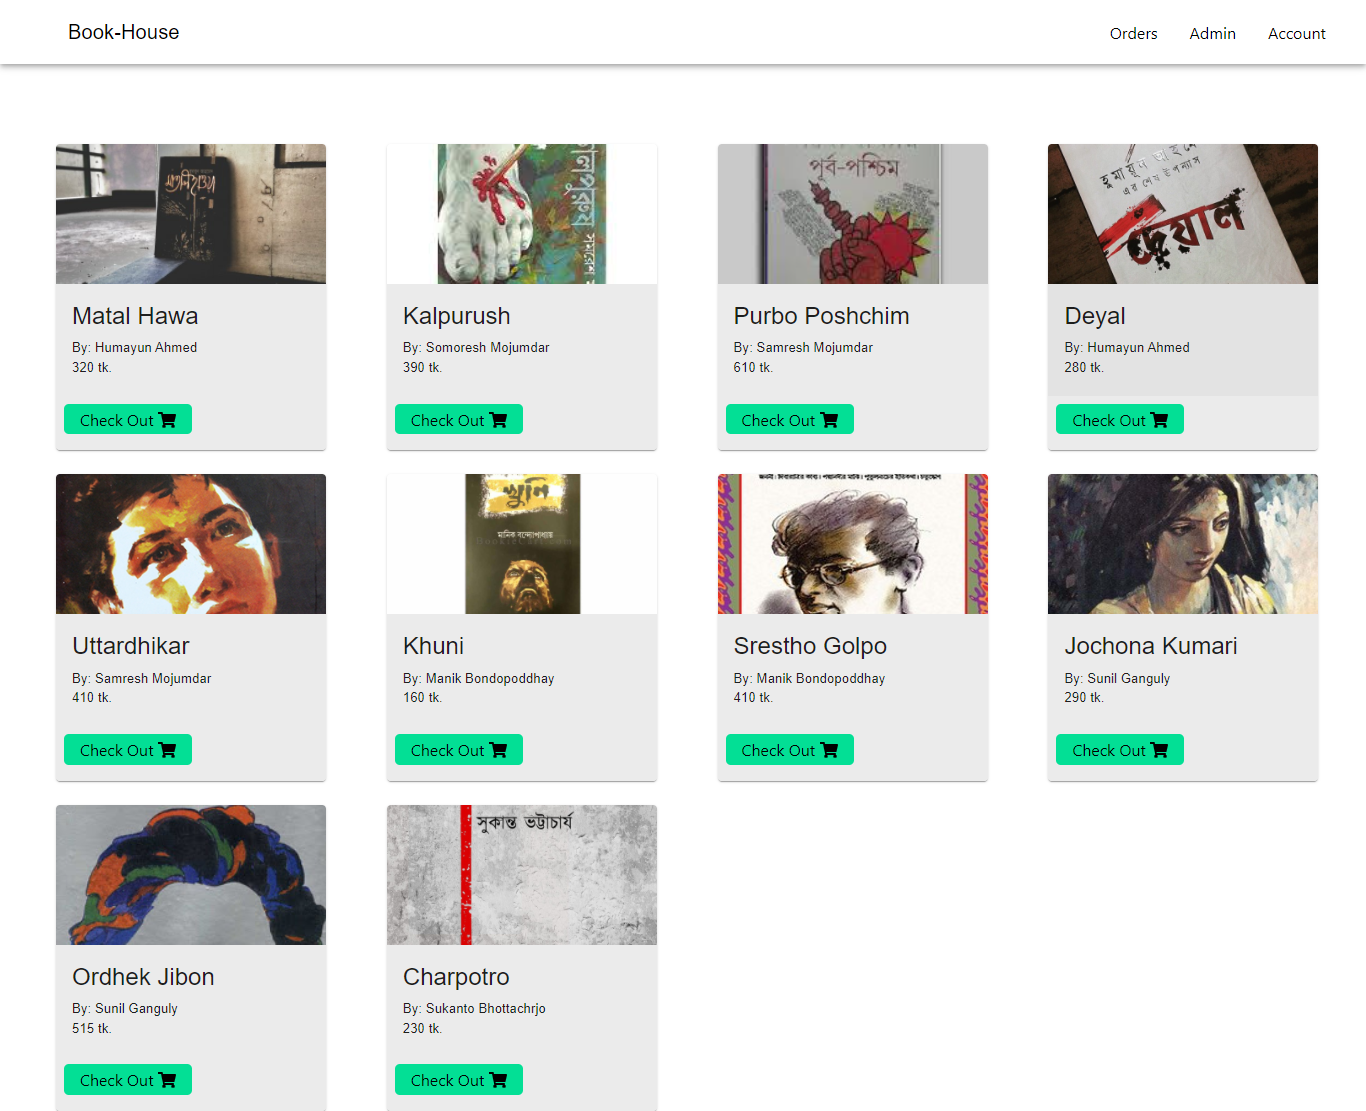 Book-House
Orders
Admin
Account
মাতাল হাওয়া
কালপুরুষ
সমরেশ
পূর্ব-পশ্চিম
হুমায়ূন আহমেদ
এর শেষ উপন্যাস
দেয়াল
Matal Hawa
By: Humayun Ahmed
320 tk.
Check Out
Kalpurush
By: Somoresh Mojumdar
390 tk.
Check Out
Purbo Poshchim
By: Samresh Mojumdar
610 tk.
Check Out
Deyal
By: Humayun Ahmed
280 tk.
Check Out
খুনি
মানিক বন্দ্যোপাধ্যায়
Uttardhikar
By: Samresh Mojumdar
410 tk.
Check Out
Khuni
By: Manik Bondopoddhay
160 tk.
Check Out
Srestho Golpo
By: Manik Bondopoddhay
410 tk.
Check Out
Jochona Kumari
By: Sunil Ganguly
290 tk.
Check Out
সুকান্ত ভট্টাচার্য
Ordhek Jibon
By: Sunil Ganguly
515 tk.
Check Out
Charpotro
By: Sukanto Bhottachrjo
230 tk.
Check Out